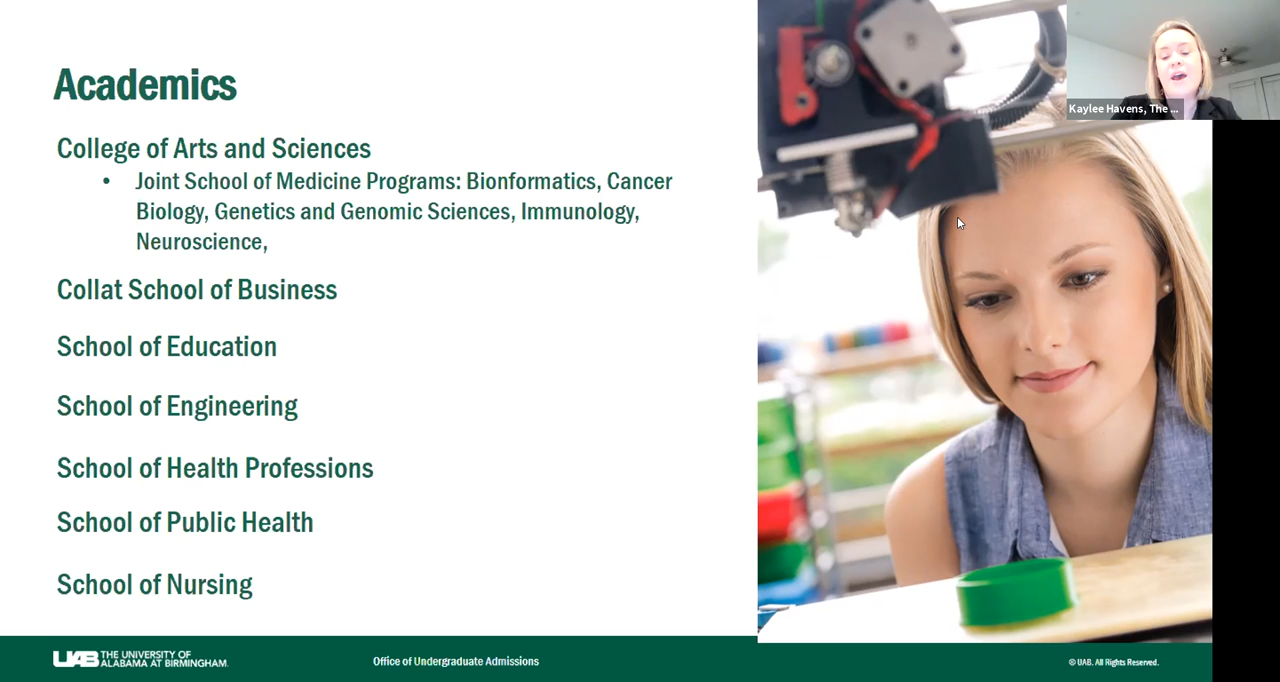 Academics
College of Arts and Sciences
• Joint School of Medicine Programs: Bionformatics, Cancer
Biology, Genetics and Genomic Sciences, Immunology,
Neuroscience,
Collat School of Business
School of Education
School of Engineering
School of Health Professions
School of Public Health
School of Nursing
Kaylee Havens, The ...
UAB THE UNIVERSITY OF
ALABAMA AT BIRMINGHAM.
Office of Undergraduate Admissions
© UAB. All Rights Reserved.